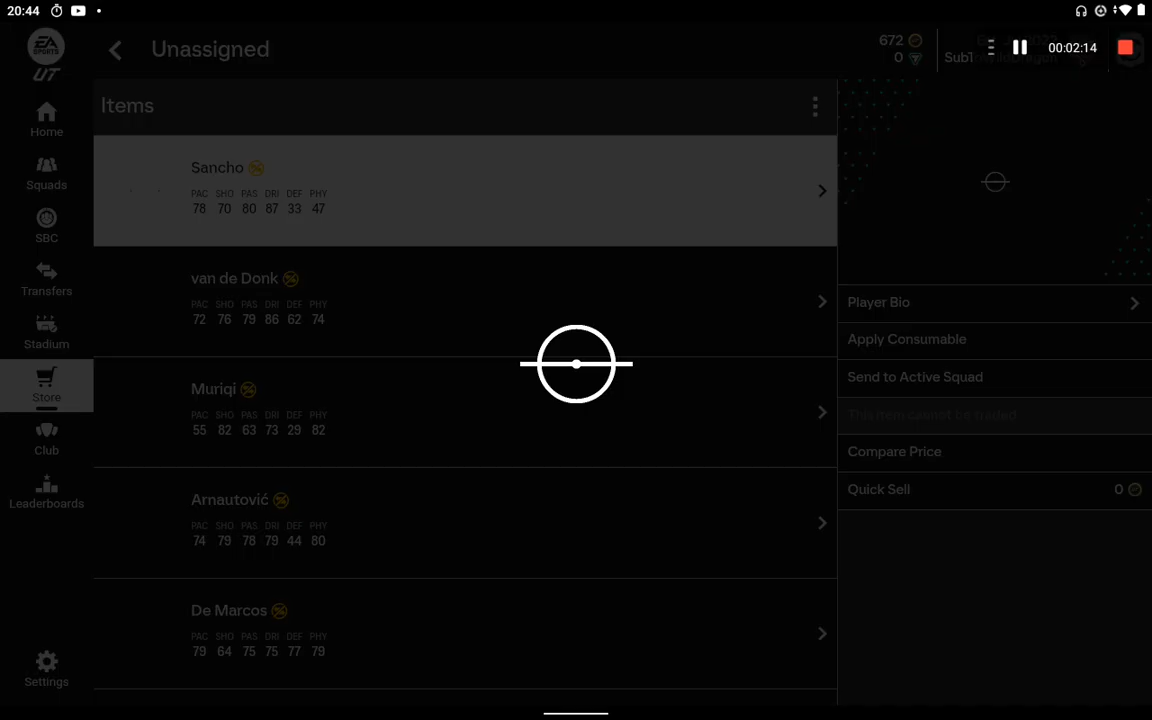 20:44
00:02:14
EA SPORTS
UT
Unassigned
672
0
Home
Squads
SBC
Transfers
Stadium
Store
Club
Leaderboards
Settings
Items
Sancho
PAC SHO PAS DRI DEF PHY
78 70 80 87 33 47
van de Donk
PAC SHO PAS DRI DEF PHY
72 76 79 86 62 74
Muriqi
PAC SHO PAS DRI DEF PHY
55 82 63 73 29 82
Arnautović
PAC SHO PAS DRI DEF PHY
74 79 78 79 44 80
De Marcos
PAC SHO PAS DRI DEF PHY
79 64 75 75 77 79
Player Bio
Apply Consumable
Send to Active Squad
This item cannot be traded
Compare Price
Quick Sell 0